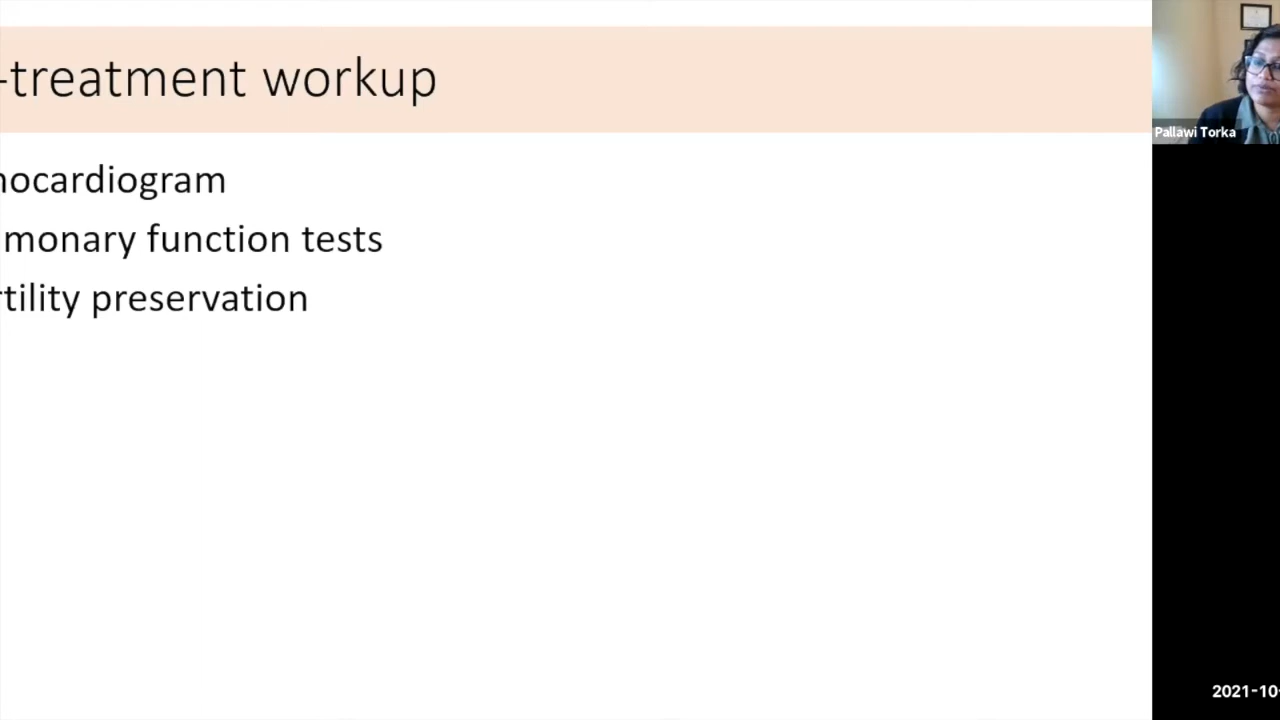 -treatment workup
nocardiogram
monary function tests
rtility preservation
Pallawi Torka
2021-10-